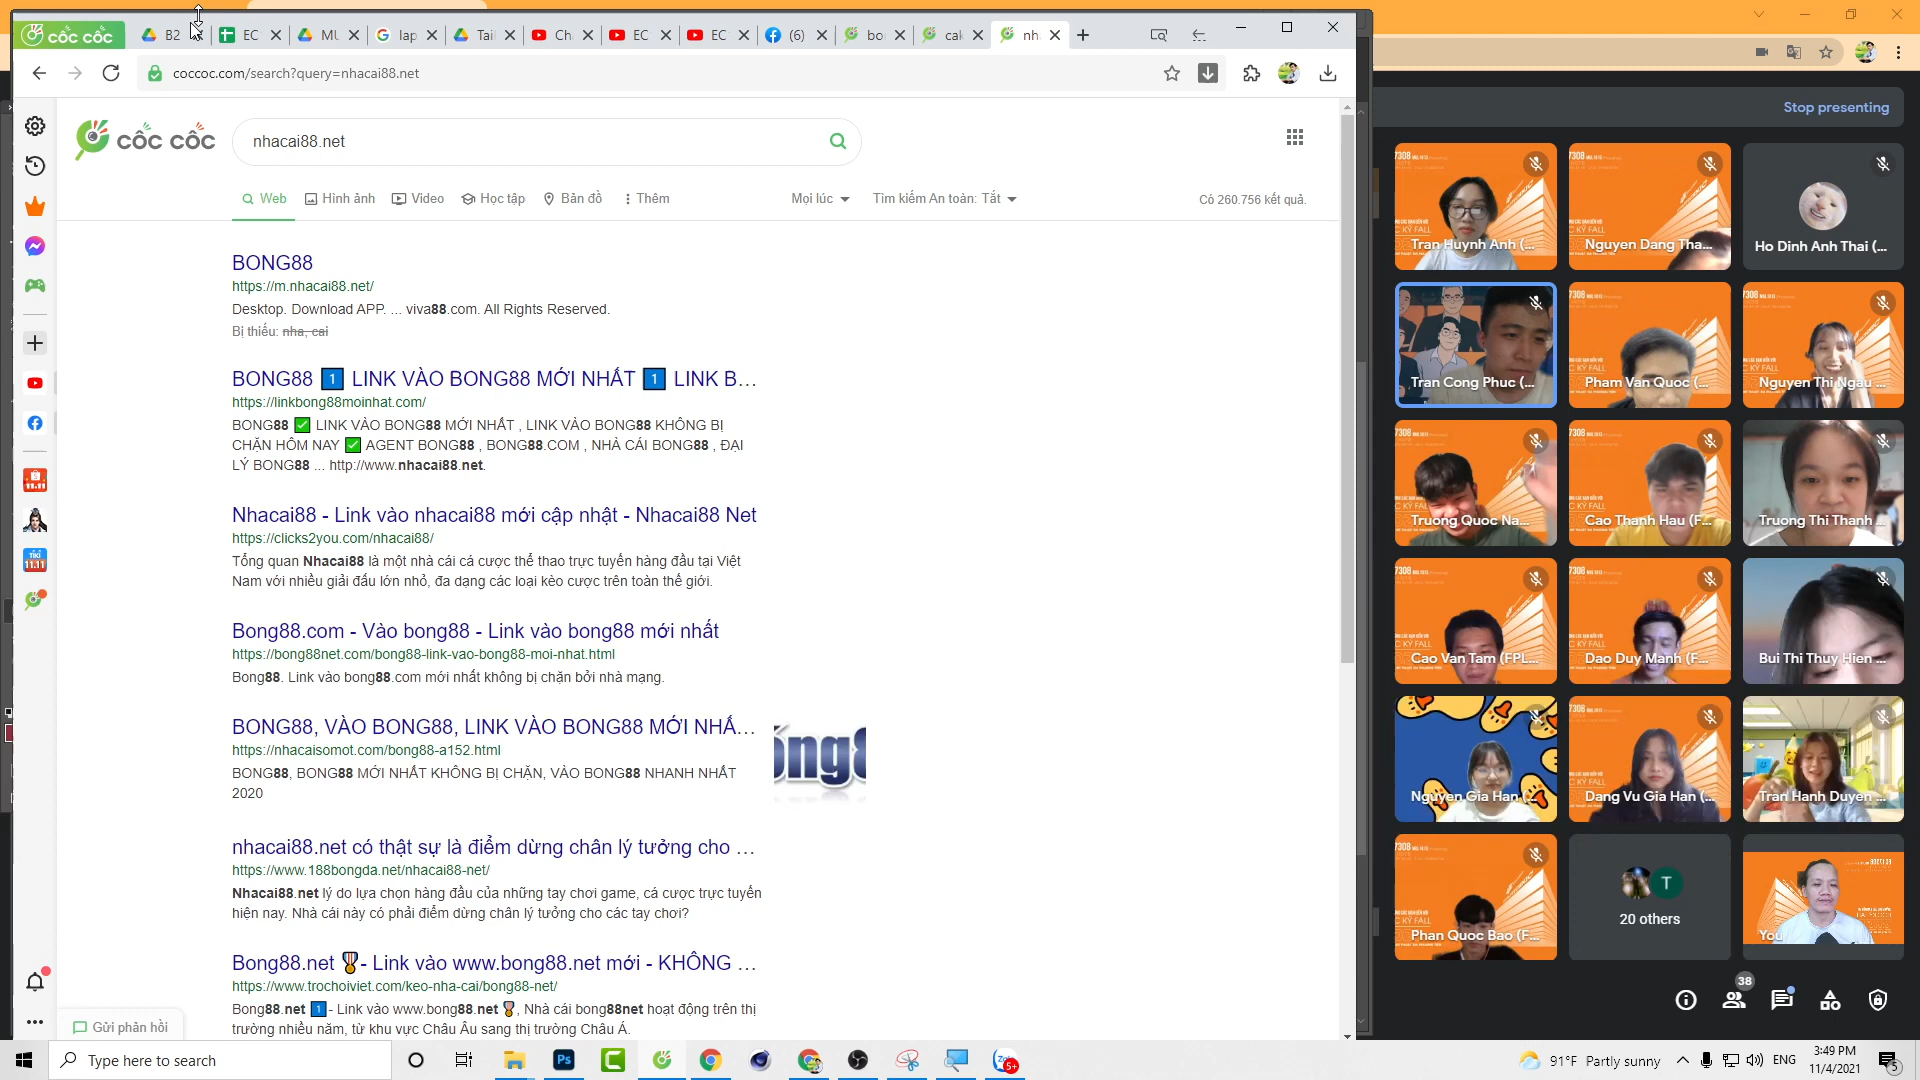 cốc cốc
B2
EC
MU
lap
Tail
Ch
EC
EC
(6)
bo
cal
nh
coccoc.com/search?query=nhacai88.net
Stop presenting
cốc cốc
nhacai88.net
Web
Hình ảnh
Video
Học tập
Bản đồ
Thêm
Mọi lúc
Tìm kiếm An toàn: Tắt
Có 260.756 kết quả.
BONG88
https://m.nhacai88.net/
Desktop. Download APP. ... viva88.com. All Rights Reserved.
Bị thiếu: nha, cai
BONG88 1 LINK VÀO BONG88 MỚI NHẤT 1 LINK B...
https://linkbong88moinhat.com/
BONG88 ✅ LINK VÀO BONG88 MỚI NHẤT , LINK VÀO BONG88 KHÔNG BỊ
CHẶN HÔM NAY ✅ AGENT BONG88 , BONG88.COM , NHÀ CÁI BONG88 , ĐẠI
LÝ BONG88 ... http://www.nhacai88.net.
Nhacai88 - Link vào nhacai88 mới cập nhật - Nhacai88 Net
https://clicks2you.com/nhacai88/
Tổng quan Nhacai88 là một nhà cái cá cược thể thao trực tuyến hàng đầu tại Việt
Nam với nhiều giải đấu lớn nhỏ, đa dạng các loại kèo cược trên toàn thế giới.
Bong88.com - Vào bong88 - Link vào bong88 mới nhất
https://bong88net.com/bong88-link-vao-bong88-moi-nhat.html
Bong88. Link vào bong88.com mới nhất không bị chặn bởi nhà mạng.
BONG88, VÀO BONG88, LINK VÀO BONG88 MỚI NHẤ...
https://nhacaisomot.com/bong88-a152.html
BONG88, BONG88 MỚI NHẤT KHÔNG BỊ CHẶN, VÀO BONG88 NHANH NHẤT
2020
nhacai88.net có thật sự là điểm dừng chân lý tưởng cho ...
https://www.188bongda.net/nhacai88-net/
Nhacai88.net lý do lựa chọn hàng đầu của những tay chơi game, cá cược trực tuyến
hiện nay. Nhà cái này có phải điểm dừng chân lý tưởng cho các tay chơi?
Bong88.net 🎖- Link vào www.bong88.net mới - KHÔNG ...
https://www.trochoiviet.com/keo-nha-cai/bong88-net/
Bong88.net 1 - Link vào www.bong88.net 🎖, Nhà cái bong88net hoạt động trên thị
trường nhiều năm, từ khu vực Châu Âu sang thị trường Châu Á.
Gửi phản hồi
Tran Huynh Anh (...
Nguyen Dang Tha...
Ho Dinh Anh Thai (...
Tran Cong Phuc (...
Pham Van Quoc (...
Nguyen Thi Ngau ...
Truong Quoc Na...
Cao Thanh Hau (F...
Truong Thi Thanh ...
Cao Van Tam (FPL...
Dao Duy Manh (F...
Bui Thi Thuy Hien ...
Nguyen Gia Han (...
Dang Vu Gia Han (...
Tran Hanh Duyen ...
Phan Quoc Bao (F...
T
20 others
You
38
Type here to search
91°F Partly sunny
ENG
3:49 PM
11/4/2021
5